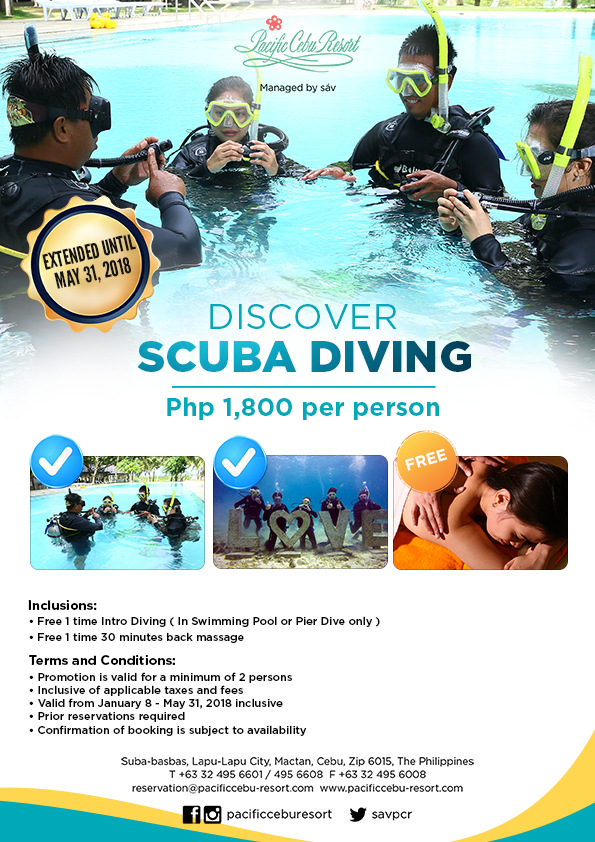 Pacific Cebu Resort
Managed by sáv
EXTENDED UNTIL
MAY 31, 2018
DISCOVER
SCUBA DIVING
Php 1,800 per person
FREE
LOVE
Inclusions:
• Free 1 time Intro Diving ( In Swimming Pool or Pier Dive only )
• Free 1 time 30 minutes back massage
Terms and Conditions:
• Promotion is valid for a minimum of 2 persons
• Inclusive of applicable taxes and fees
• Valid from January 8 - May 31, 2018 inclusive
• Prior reservations required
• Confirmation of booking is subject to availability
Suba-basbas, Lapu-Lapu City, Mactan, Cebu, Zip 6015, The Philippines
T +63 32 495 6601 / 495 6608 F +63 32 495 6008
reservation@pacificcebu-resort.com www.pacificcebu-resort.com
pacificceburesort savpcr